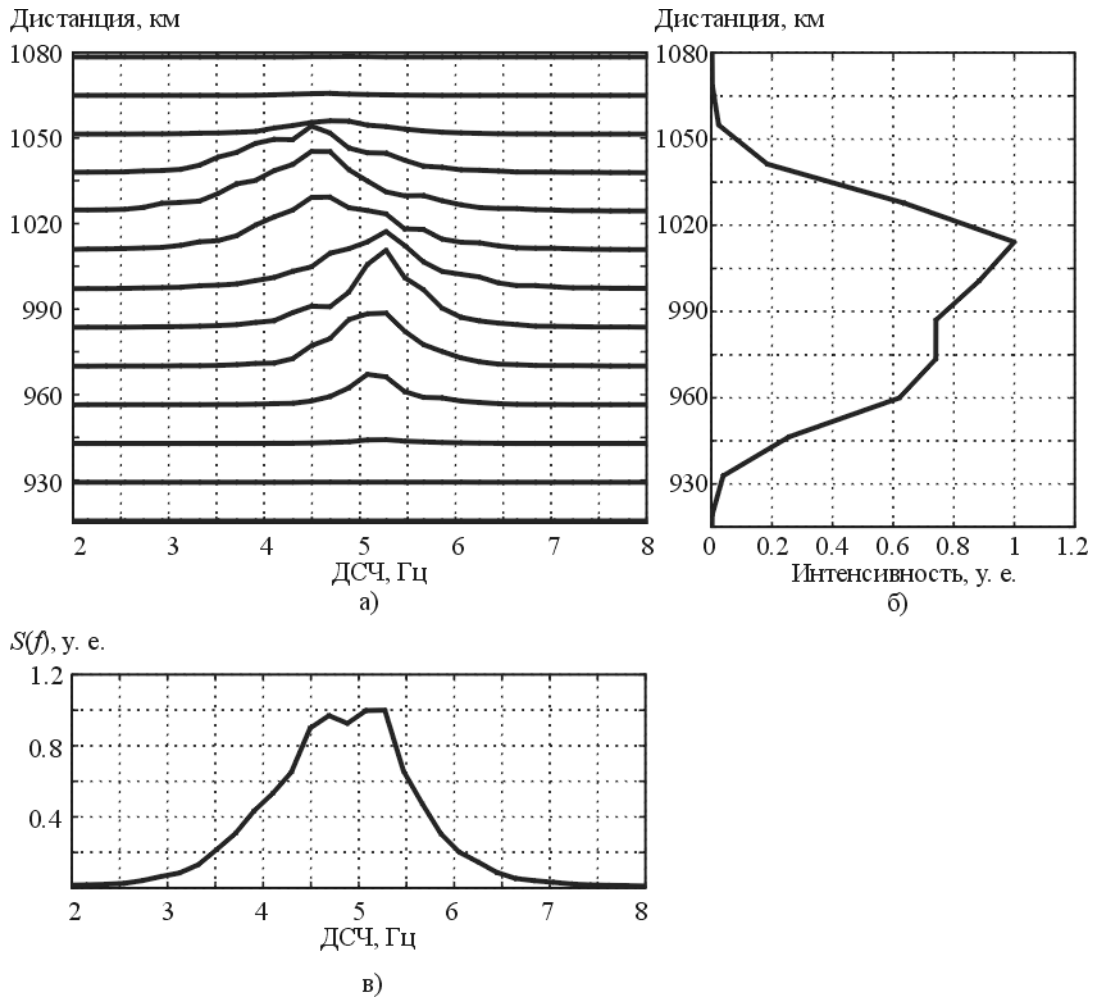 Дистанция, км
1080
1050
1020
990
960
930
2 3 4 5 6 7 8
ДСЧ, Гц
а)
Дистанция, км
1080
1050
1020
990
960
930
0 0.2 0.4 0.6 0.8 1 1.2
Интенсивность, у. е.
б)
S(f), у. е.
1.2
0.8
0.4
2 3 4 5 6 7 8
ДСЧ, Гц
в)